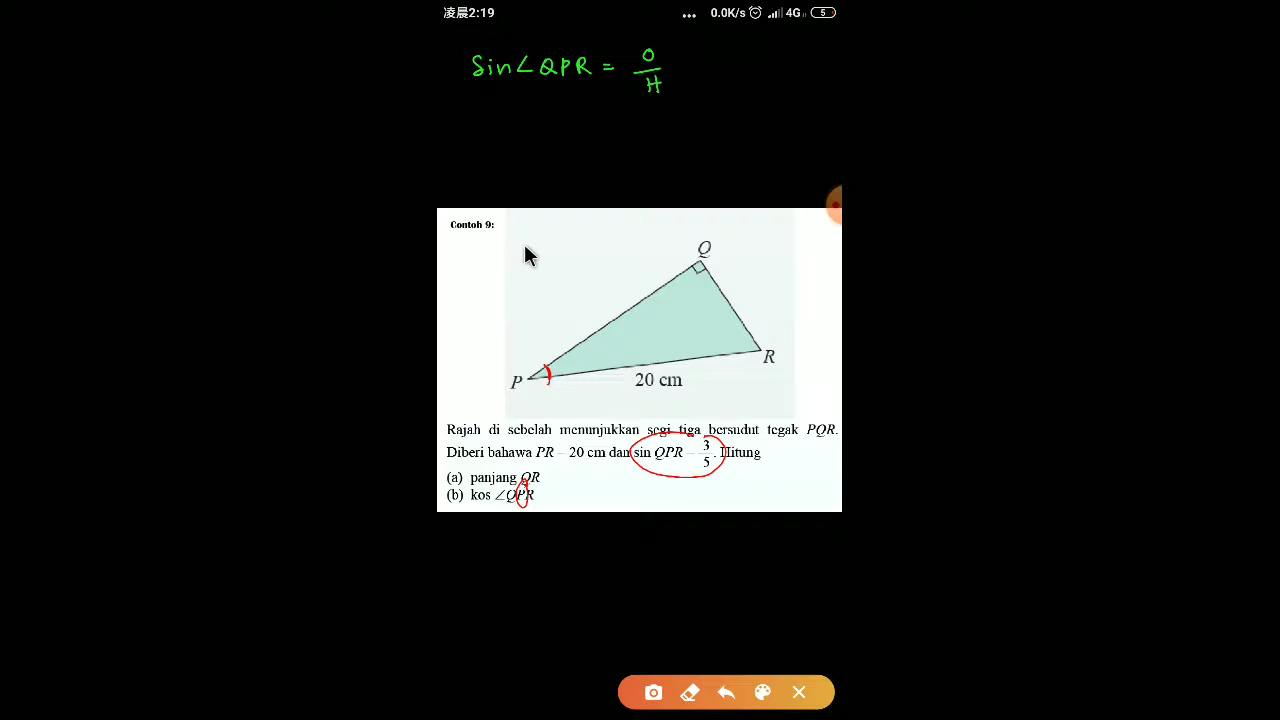 凌晨2:19
... 0.0K/s 4G 5
Sin∠QPR = O/H
Contoh 9:
Q
R
P
20 cm
Rajah di sebelah menunjukkan segi tiga bersudut tegak PQR.
Diberi bahawa PR = 20 cm dan sin QPR = 3/5. Hitung
(a) panjang QR
(b) kos ∠QPR